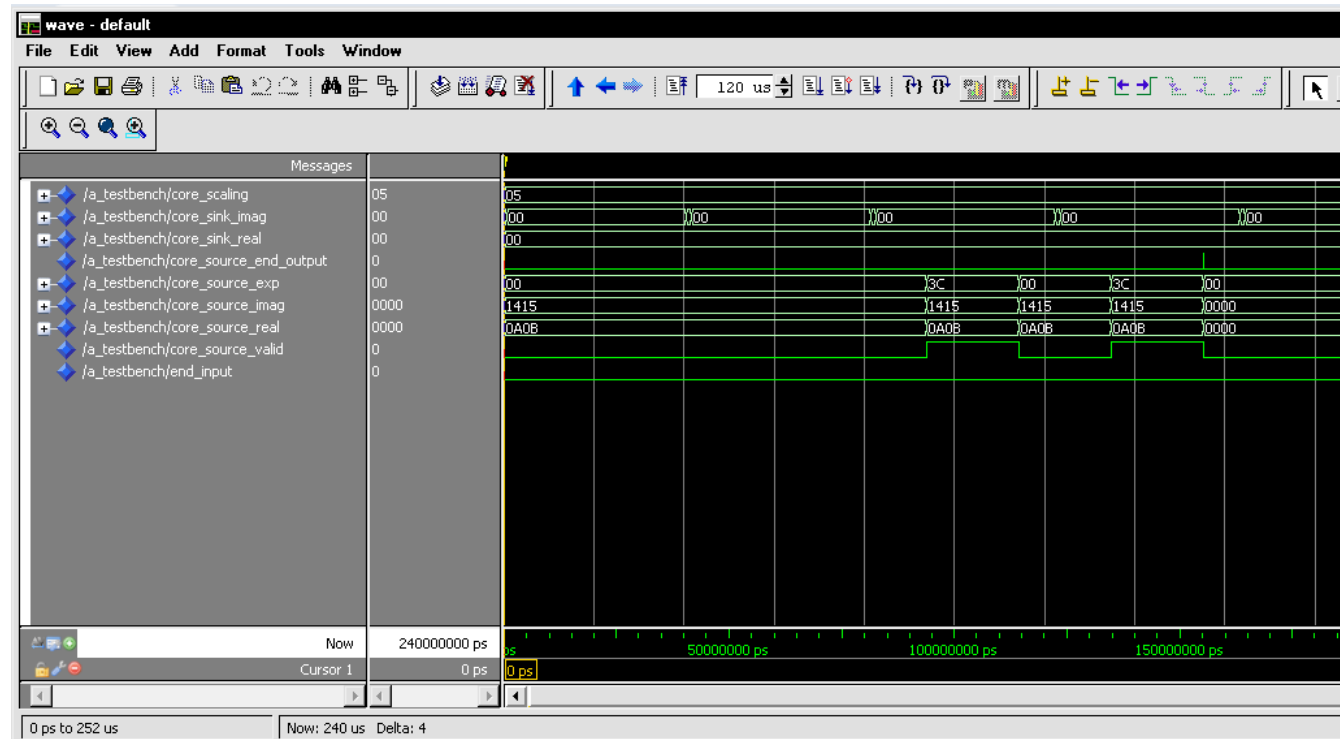 wave - default
File Edit View Add Format Tools Window
120 us
Messages
/a_testbench/core_scaling 05 05
/a_testbench/core_sink_imag 00 00 00 00 00 00
/a_testbench/core_sink_real 00 00
/a_testbench/core_source_end_output 0
/a_testbench/core_source_exp 00 00 3C 00 3C 00
/a_testbench/core_source_imag 0000 1415 1415 1415 1415 0000
/a_testbench/core_source_real 0000 0A0B 0A0B 0A0B 0A0B 0000
/a_testbench/core_source_valid 0
/a_testbench/end_input 0
Now 240000000 ps ps 50000000 ps 100000000 ps 150000000 ps
Cursor 1 0 ps 0 ps
0 ps to 252 us Now: 240 us Delta: 4